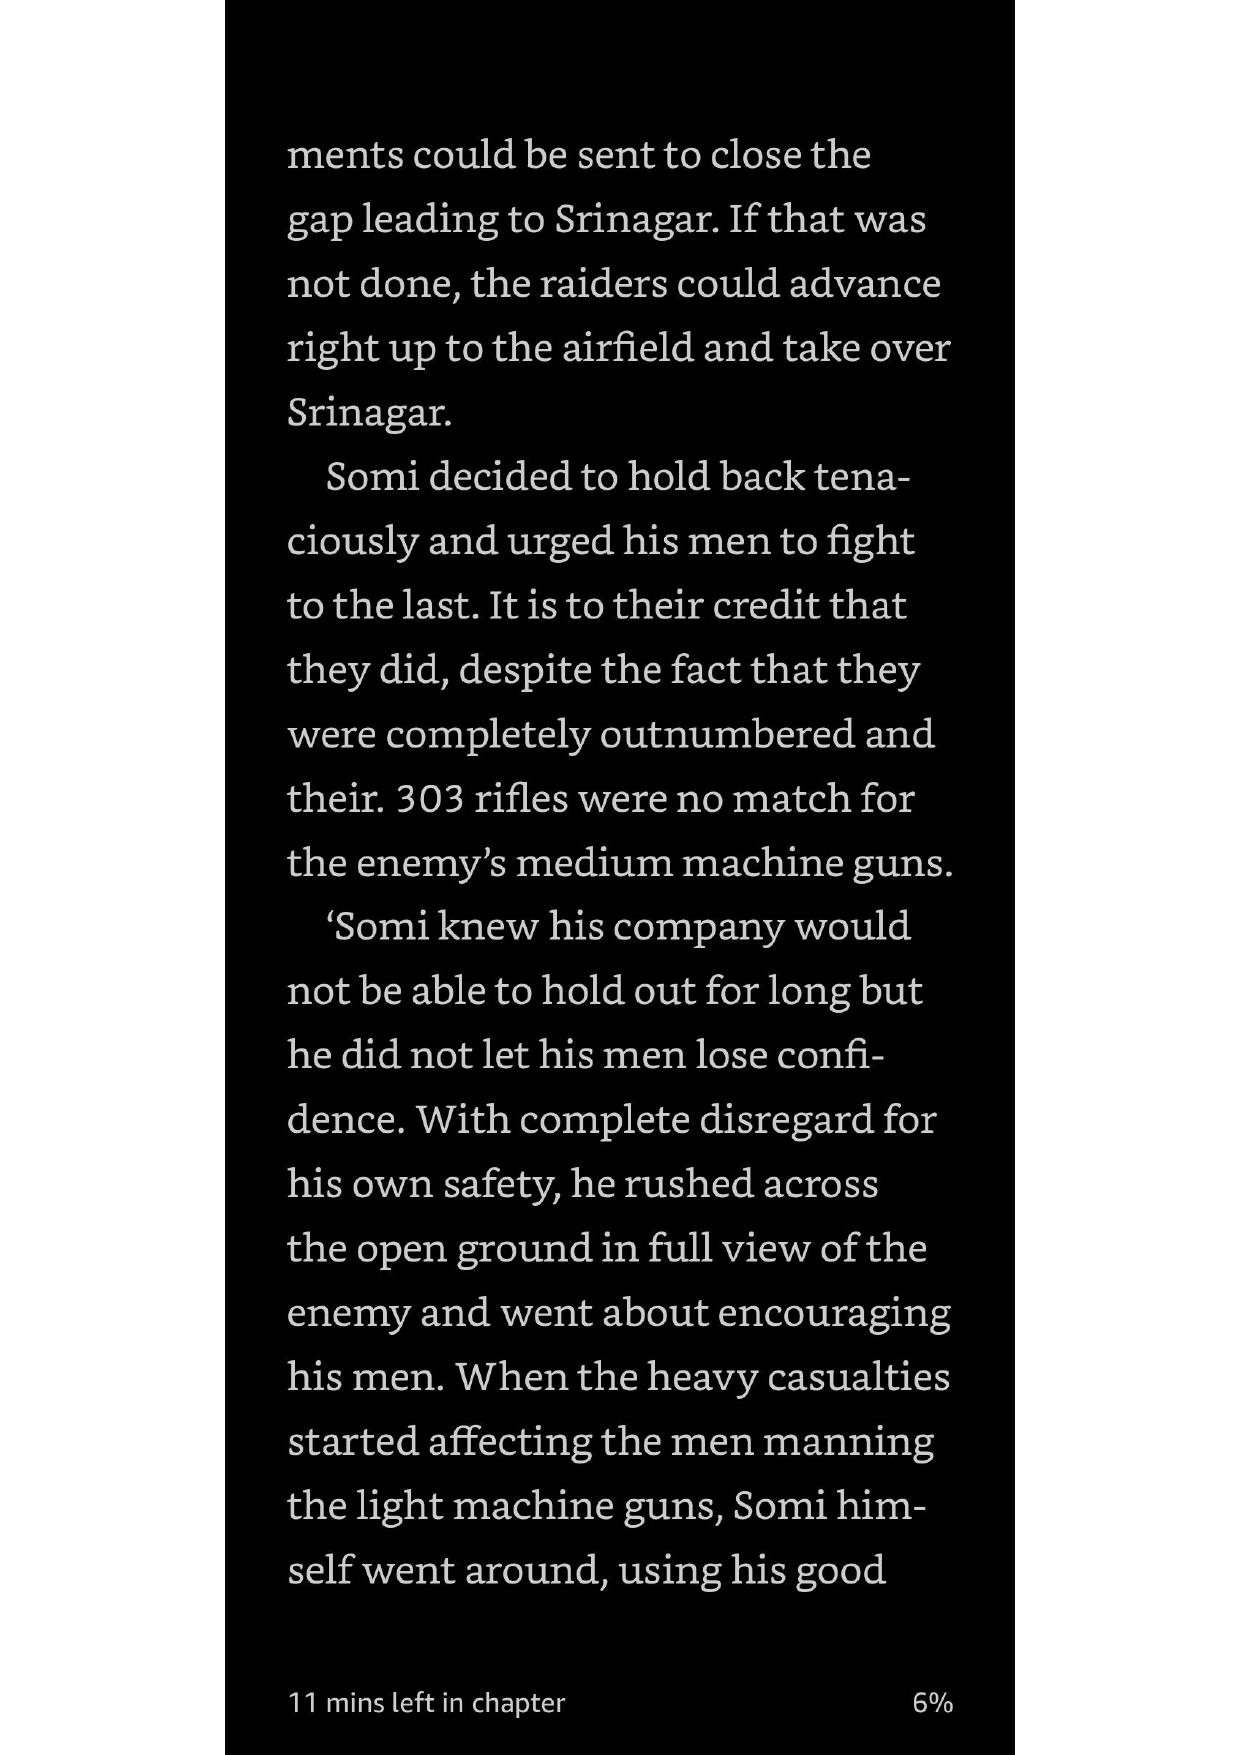 ments could be sent to close the
gap leading to Srinagar. If that was
not done, the raiders could advance
right up to the airfield and take over
Srinagar.
Somi decided to hold back tena-
ciously and urged his men to fight
to the last. It is to their credit that
they did, despite the fact that they
were completely outnumbered and
their. 303 rifles were no match for
the enemy’s medium machine guns.
‘Somi knew his company would
not be able to hold out for long but
he did not let his men lose confi-
dence. With complete disregard for
his own safety, he rushed across
the open ground in full view of the
enemy and went about encouraging
his men. When the heavy casualties
started affecting the men manning
the light machine guns, Somi him-
self went around, using his good
11 mins left in chapter 6%